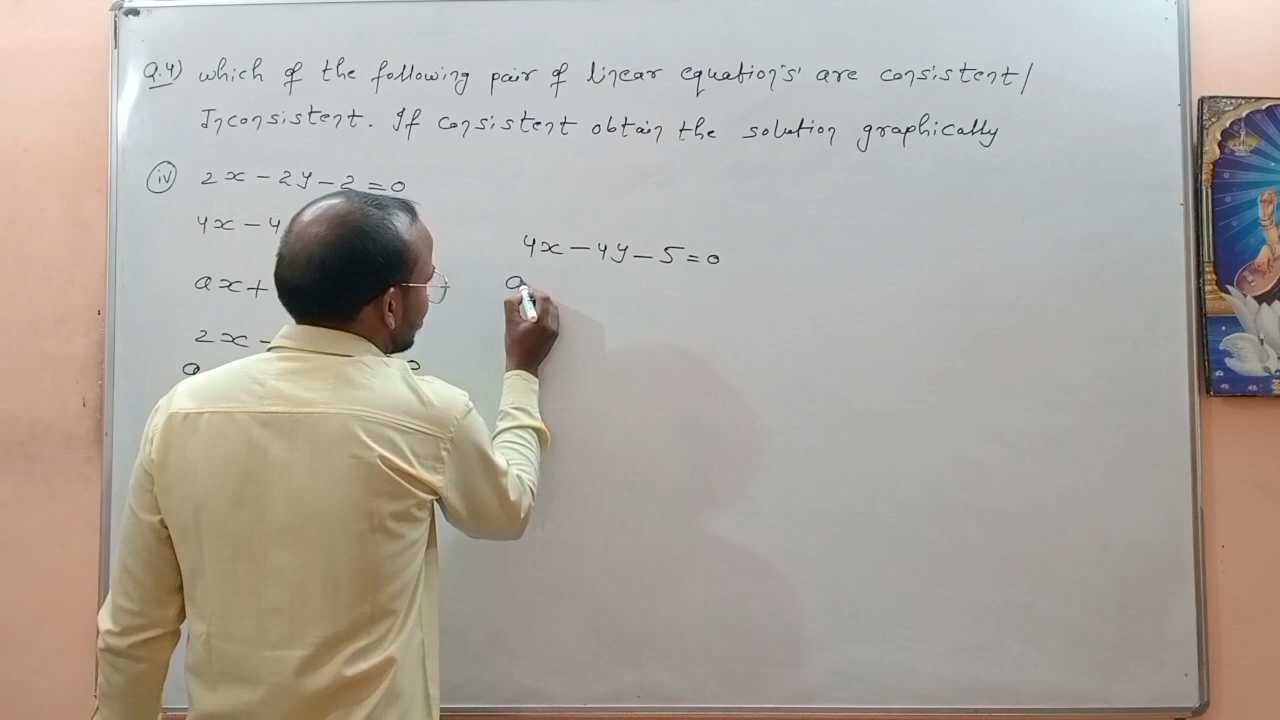 Q.4) which of the following pair of linear equation's' are consistent/
Inconsistent. If consistent obtain the solution graphically
(iv) 2x - 2y - 2 = 0
4x - 4
ax +
2x -
4x - 4y - 5 = 0
a